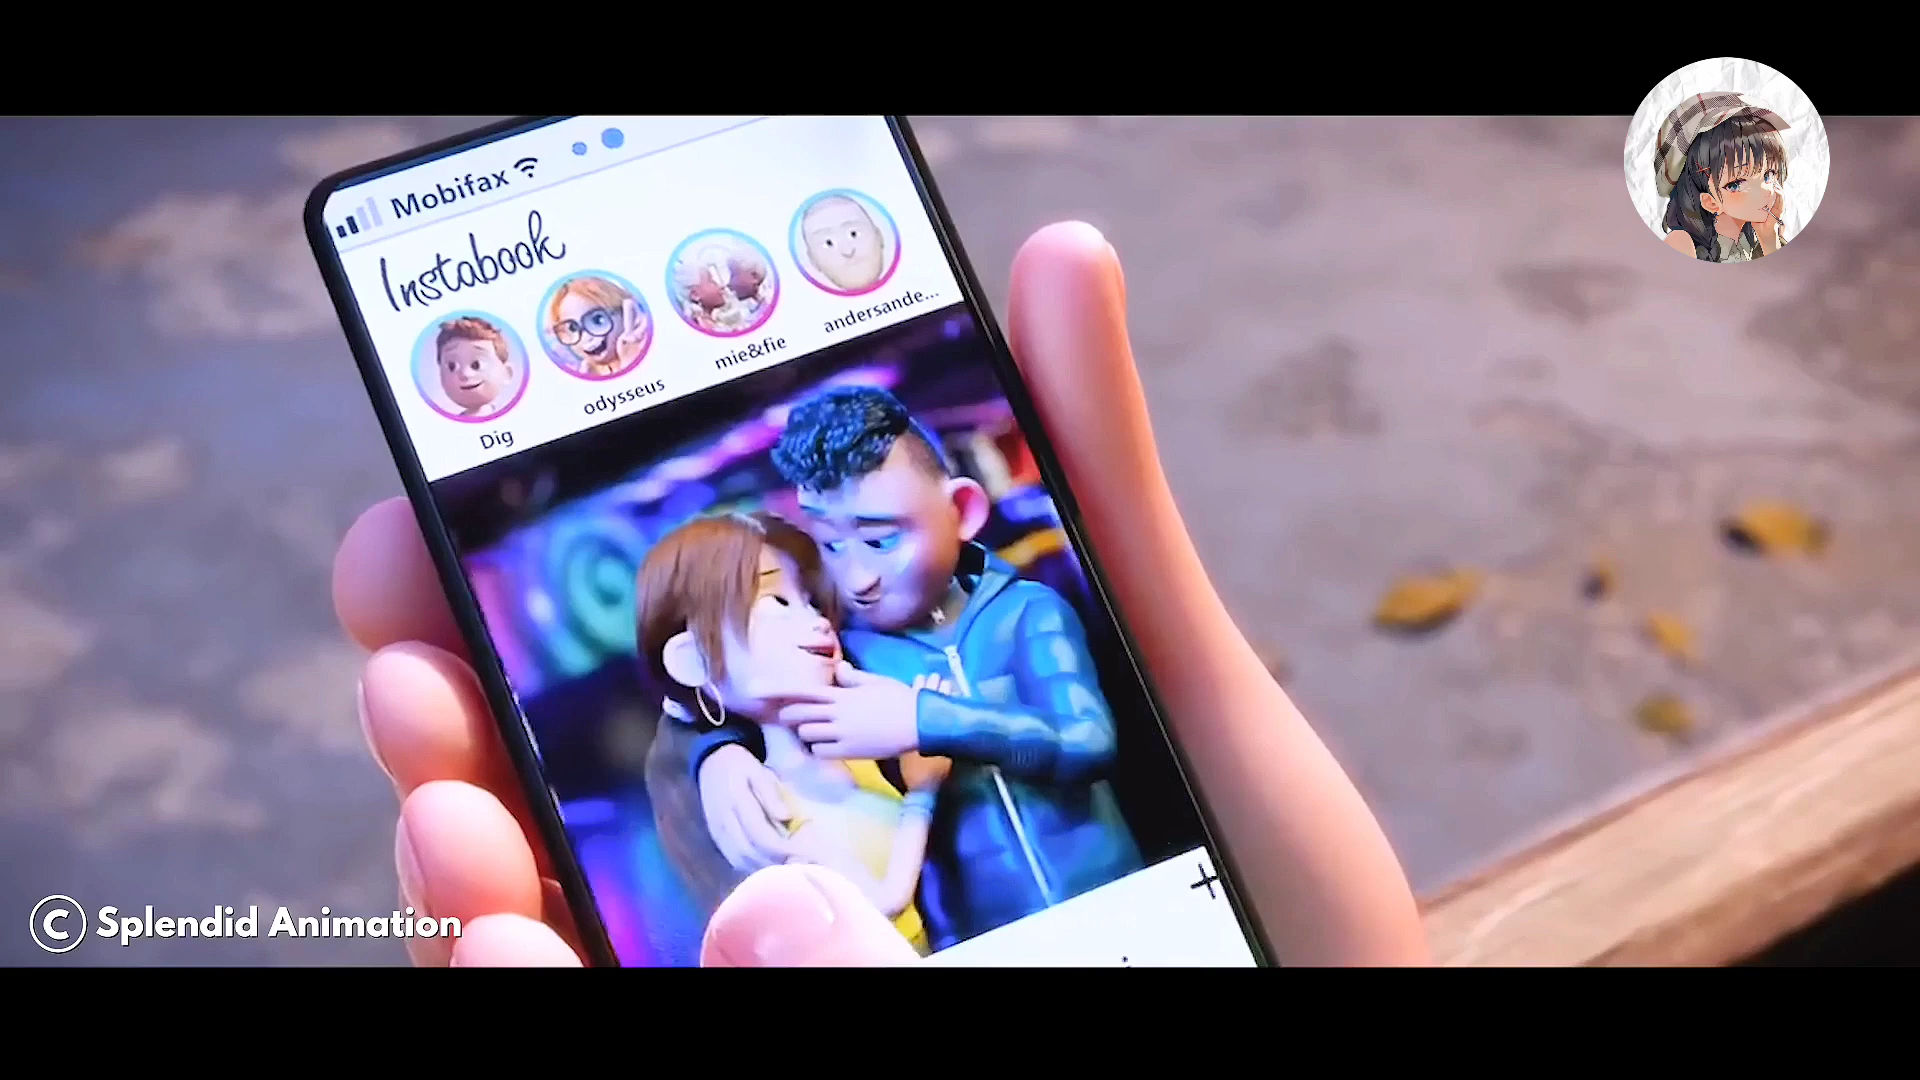 Mobifax
Instabook
Dig
odysseus
mie&fie
andersande...
© Splendid Animation